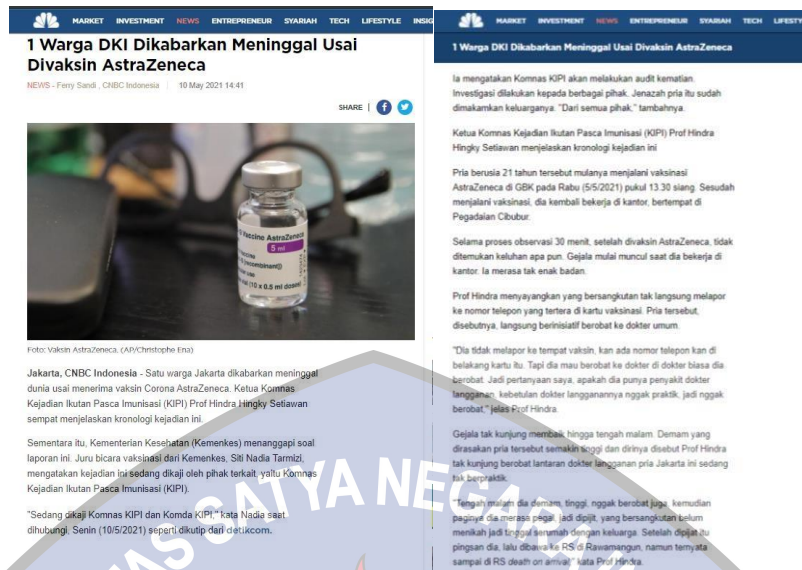 MARKET INVESTMENT NEWS ENTREPRENEUR SYARIAH TECH LIFESTYLE INSIG
1 Warga DKI Dikabarkan Meninggal Usai
Divaksin AstraZeneca
NEWS - Ferry Sandi , CNBC Indonesia | 10 May 2021 14:41
SHARE |
Vaccine AstraZeneca
5 ml
[recombinant])
(10 x 0.5 ml doses)
Foto: Vaksin AstraZeneca. (AP/Christophe Ena)
Jakarta, CNBC Indonesia - Satu warga Jakarta dikabarkan meninggal
dunia usai menerima vaksin Corona AstraZeneca. Ketua Komnas
Kejadian Ikutan Pasca Imunisasi (KIPI) Prof Hindra Hingky Setiawan
sempat menjelaskan kronologi kejadian ini.
Sementara itu, Kementerian Kesehatan (Kemenkes) menanggapi soal
laporan ini. Juru bicara vaksinasi dari Kemenkes, Siti Nadia Tarmizi,
mengatakan kejadian ini sedang dikaji oleh pihak terkait, yaitu Komnas
Kejadian Ikutan Pasca Imunisasi (KIPI).
"Sedang dikaji Komnas KIPI dan Komda KIPI," kata Nadia saat
dihubungi, Senin (10/5/2021) seperti dikutip dari detikcom.
MARKET INVESTMENT NEWS ENTREPRENEUR SYARIAH TECH LIFESTY
1 Warga DKI Dikabarkan Meninggal Usai Divaksin AstraZeneca
Ia mengatakan Komnas KIPI akan melakukan audit kematian.
Investigasi dilakukan kepada berbagai pihak. Jenazah pria itu sudah
dimakamkan keluarganya. "Dari semua pihak," tambahnya.
Ketua Komnas Kejadian Ikutan Pasca Imunisasi (KIPI) Prof Hindra
Hingky Setiawan menjelaskan kronologi kejadian ini
Pria berusia 21 tahun tersebut mulanya menjalani vaksinasi
AstraZeneca di GBK pada Rabu (5/5/2021) pukul 13.30 siang. Sesudah
menjalani vaksinasi, dia kembali bekerja di kantor, bertempat di
Pegadaian Cibubur.
Selama proses observasi 30 menit, setelah divaksin AstraZeneca, tidak
ditemukan keluhan apa pun. Gejala mulai muncul saat dia bekerja di
kantor. Ia merasa tak enak badan.
Prof Hindra menyayangkan yang bersangkutan tak langsung melapor
ke nomor telepon yang tertera di kartu vaksinasi. Pria tersebut,
disebutnya, langsung berinisiatif berobat ke dokter umum.
"Dia tidak melapor ke tempat vaksin, kan ada nomor telepon kan di
belakang kartu itu. Tapi dia mau berobat ke dokter di dokter biasa dia
berobat. Jadi pertanyaan saya, apakah dia punya penyakit dokter
langganan, kebetulan dokter langganannya nggak praktik, jadi nggak
berobat," jelas Prof Hindra.
Gejala tak kunjung membaik hingga tengah malam. Demam yang
dirasakan pria tersebut semakin tinggi dan dirinya disebut Prof Hindra
tak kunjung berobat lantaran dokter langganan pria Jakarta ini sedang
tak berpraktik.
"Tengah malam dia demam, tinggi, nggak berobat juga, kemudian
paginya dia merasa pegal, jadi dipijit, yang bersangkutan belum
menikah jadi tinggal serumah dengan keluarga. Setelah dipijat itu
pingsan dia, lalu dibawa ke RS di Rawamangun, namun ternyata
sampai di RS death on arrival," kata Prof Hindra.
SATYA NEGA